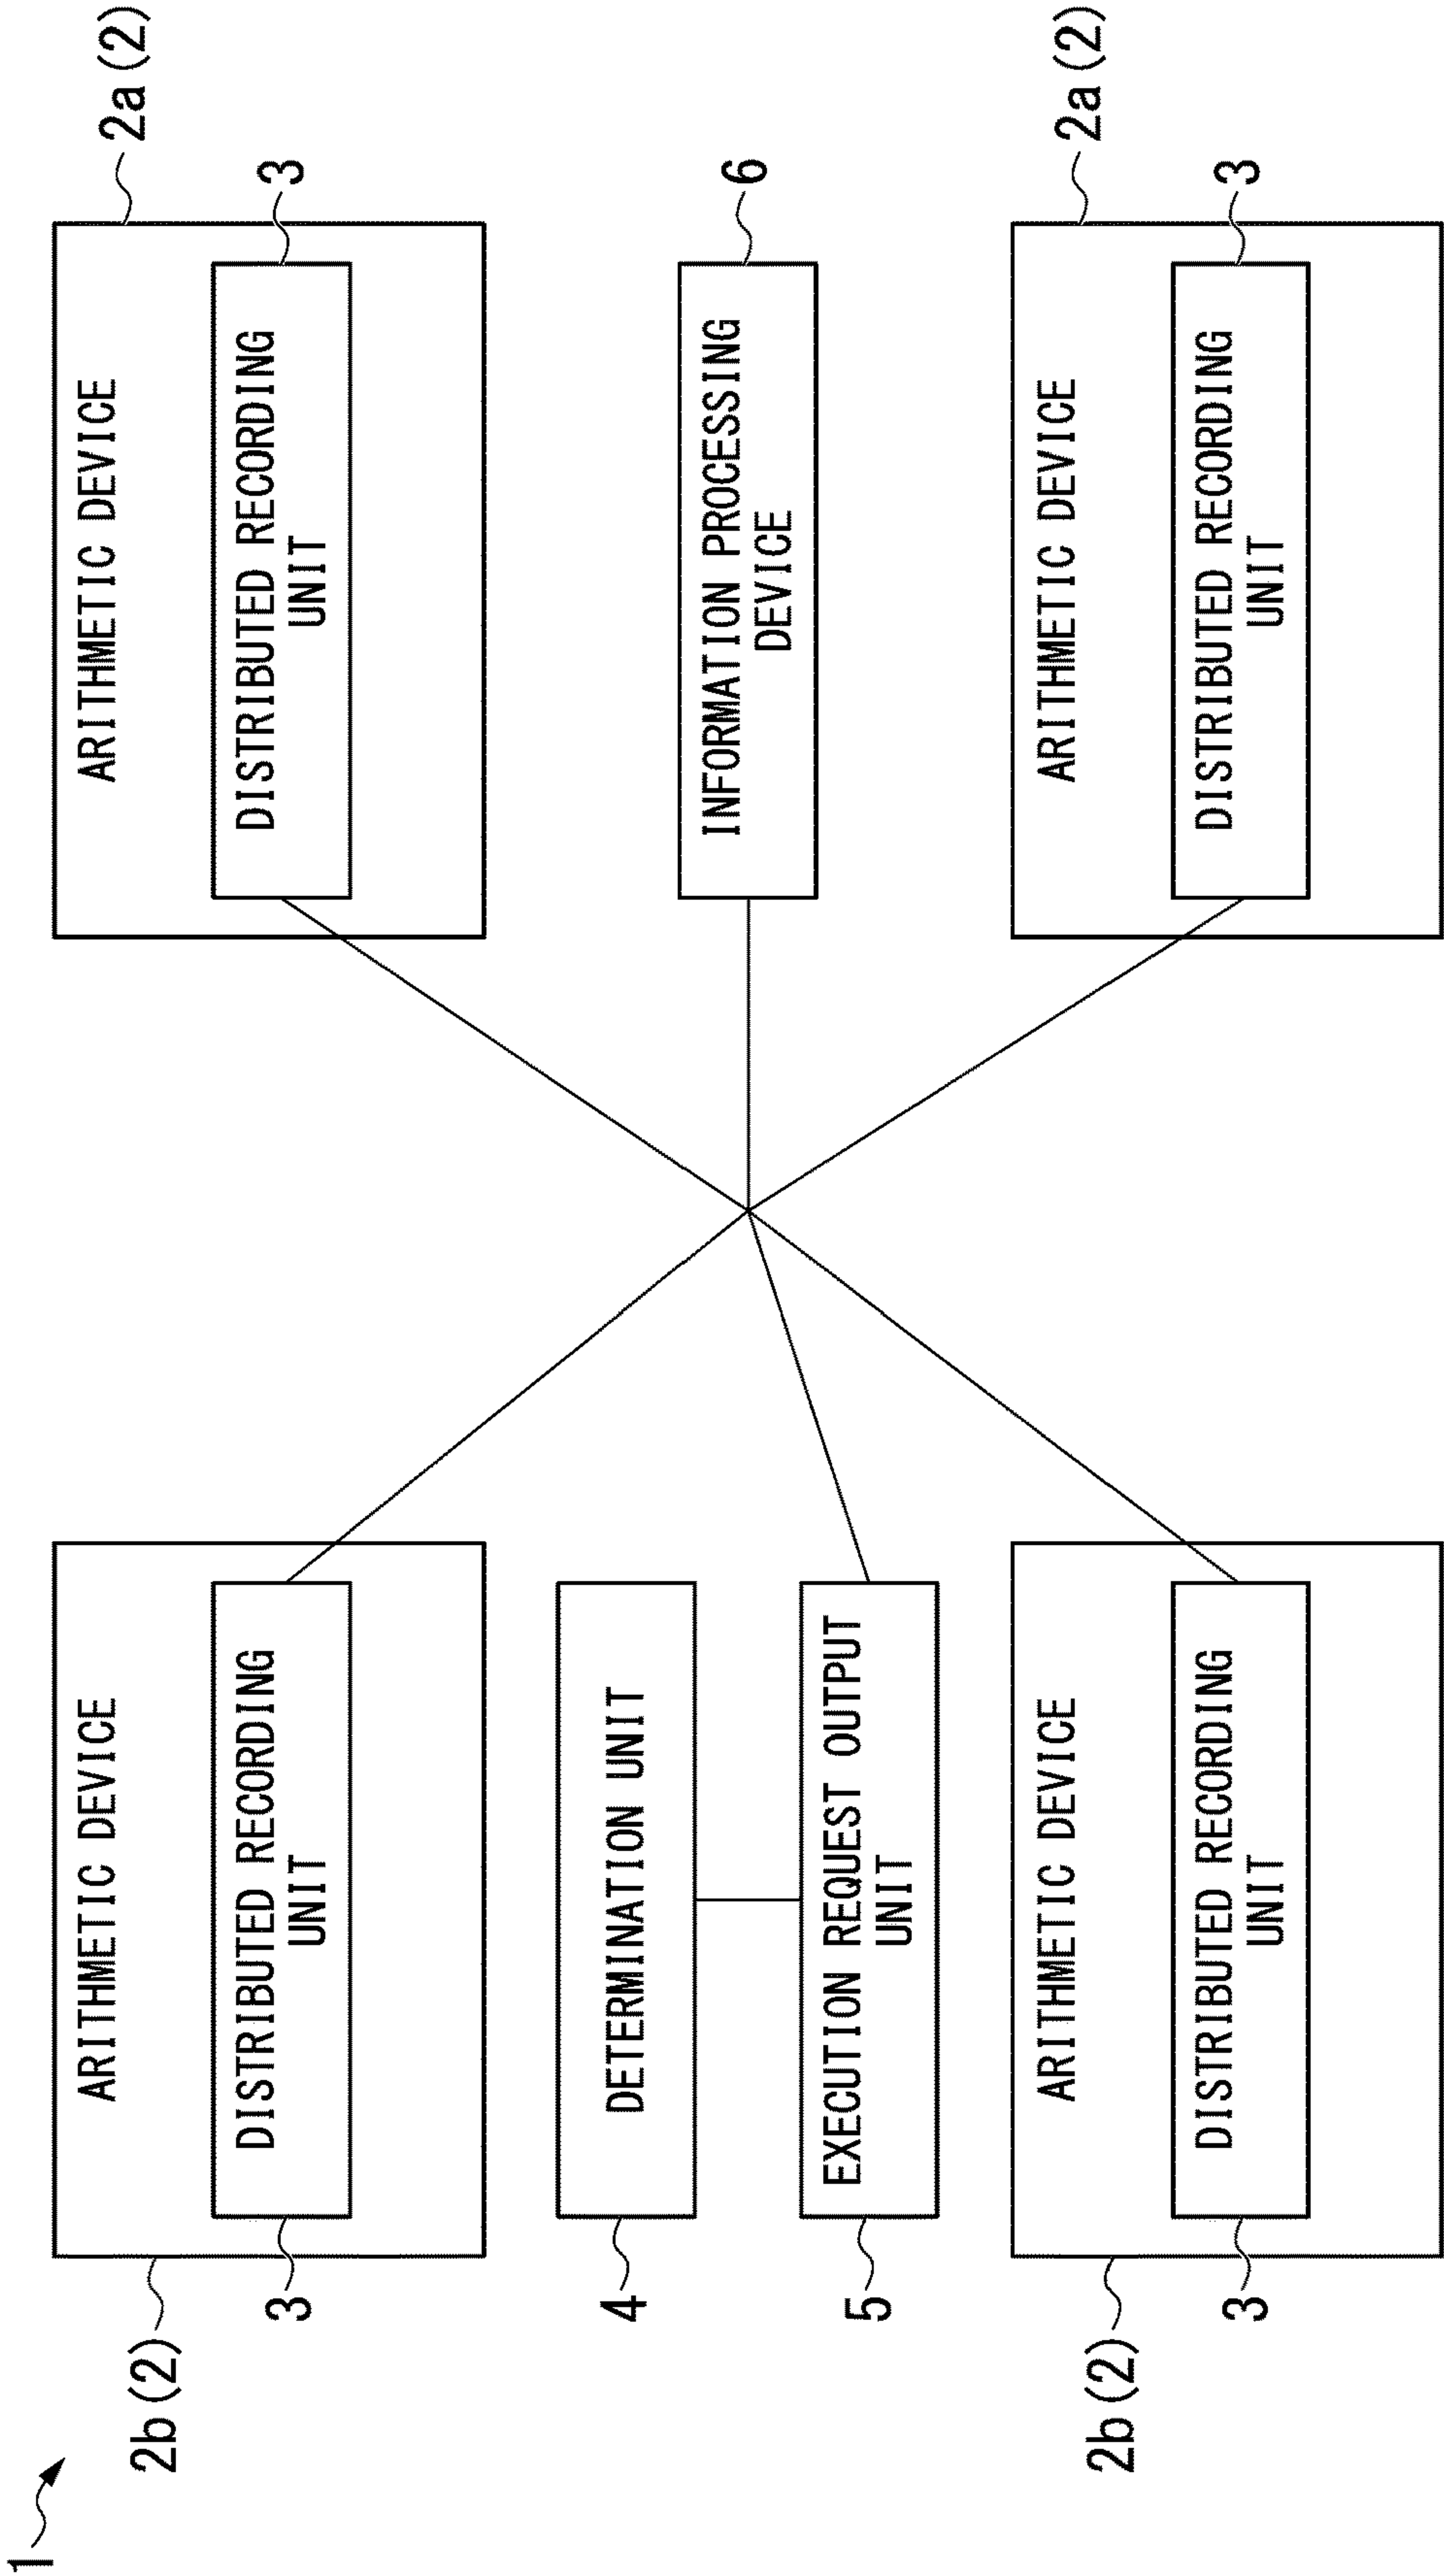 1
2b(2)
ARITHMETIC DEVICE
DISTRIBUTED RECORDING
UNIT
3
ARITHMETIC DEVICE
2a(2)
DISTRIBUTED RECORDING
UNIT
3
DETERMINATION UNIT
4
EXECUTION REQUEST OUTPUT
UNIT
5
INFORMATION PROCESSING
DEVICE
6
2b(2)
ARITHMETIC DEVICE
DISTRIBUTED RECORDING
UNIT
3
ARITHMETIC DEVICE
2a(2)
DISTRIBUTED RECORDING
UNIT
3